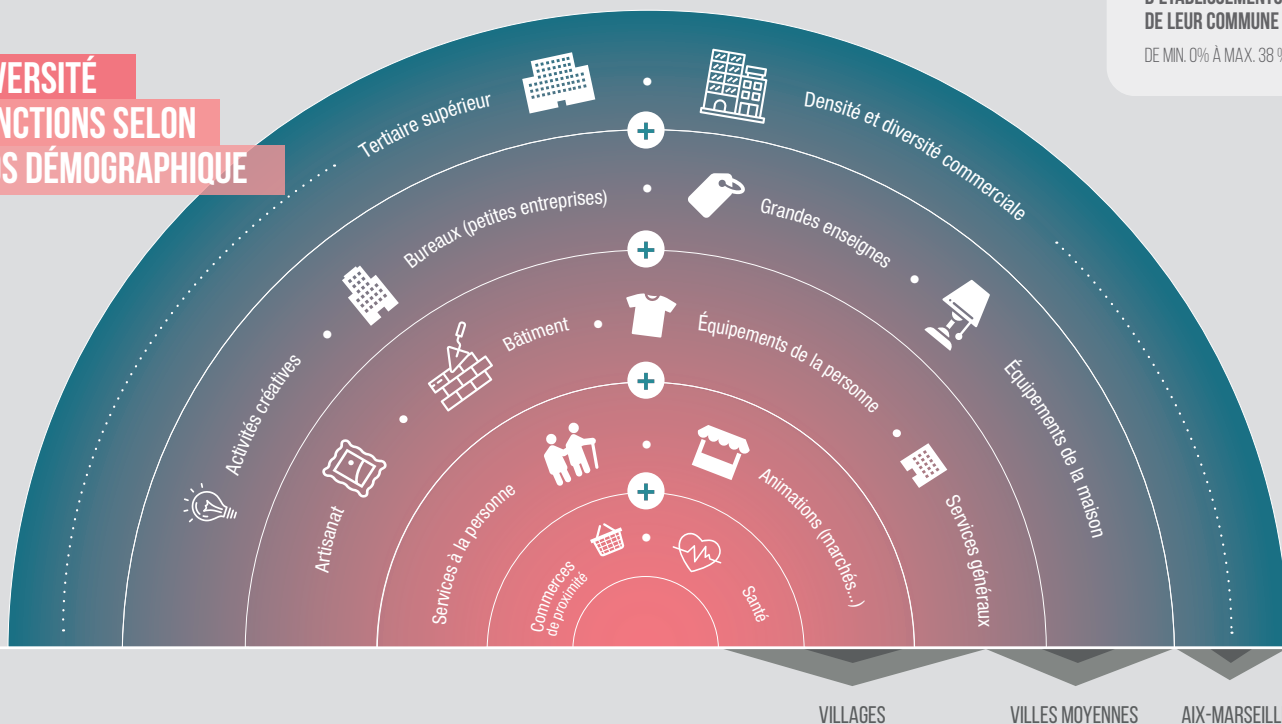 D'ÉTABLISSEMENTS
DE LEUR COMMUNE
DE MIN. 0% À MAX. 38 %
VERSITÉ
NCTIONS SELON
DS DÉMOGRAPHIQUE
Tertiaire supérieur
Densité et diversité commerciale
Bureaux (petites entreprises)
Grandes enseignes
Activités créatives
Équipements de la maison
Bâtiment
Équipements de la personne
Artisanat
Services généraux
Services à la personne
Animations (marchés...)
Commerces
de proximité
Santé
VILLAGES
VILLES MOYENNES
AIX-MARSEILL